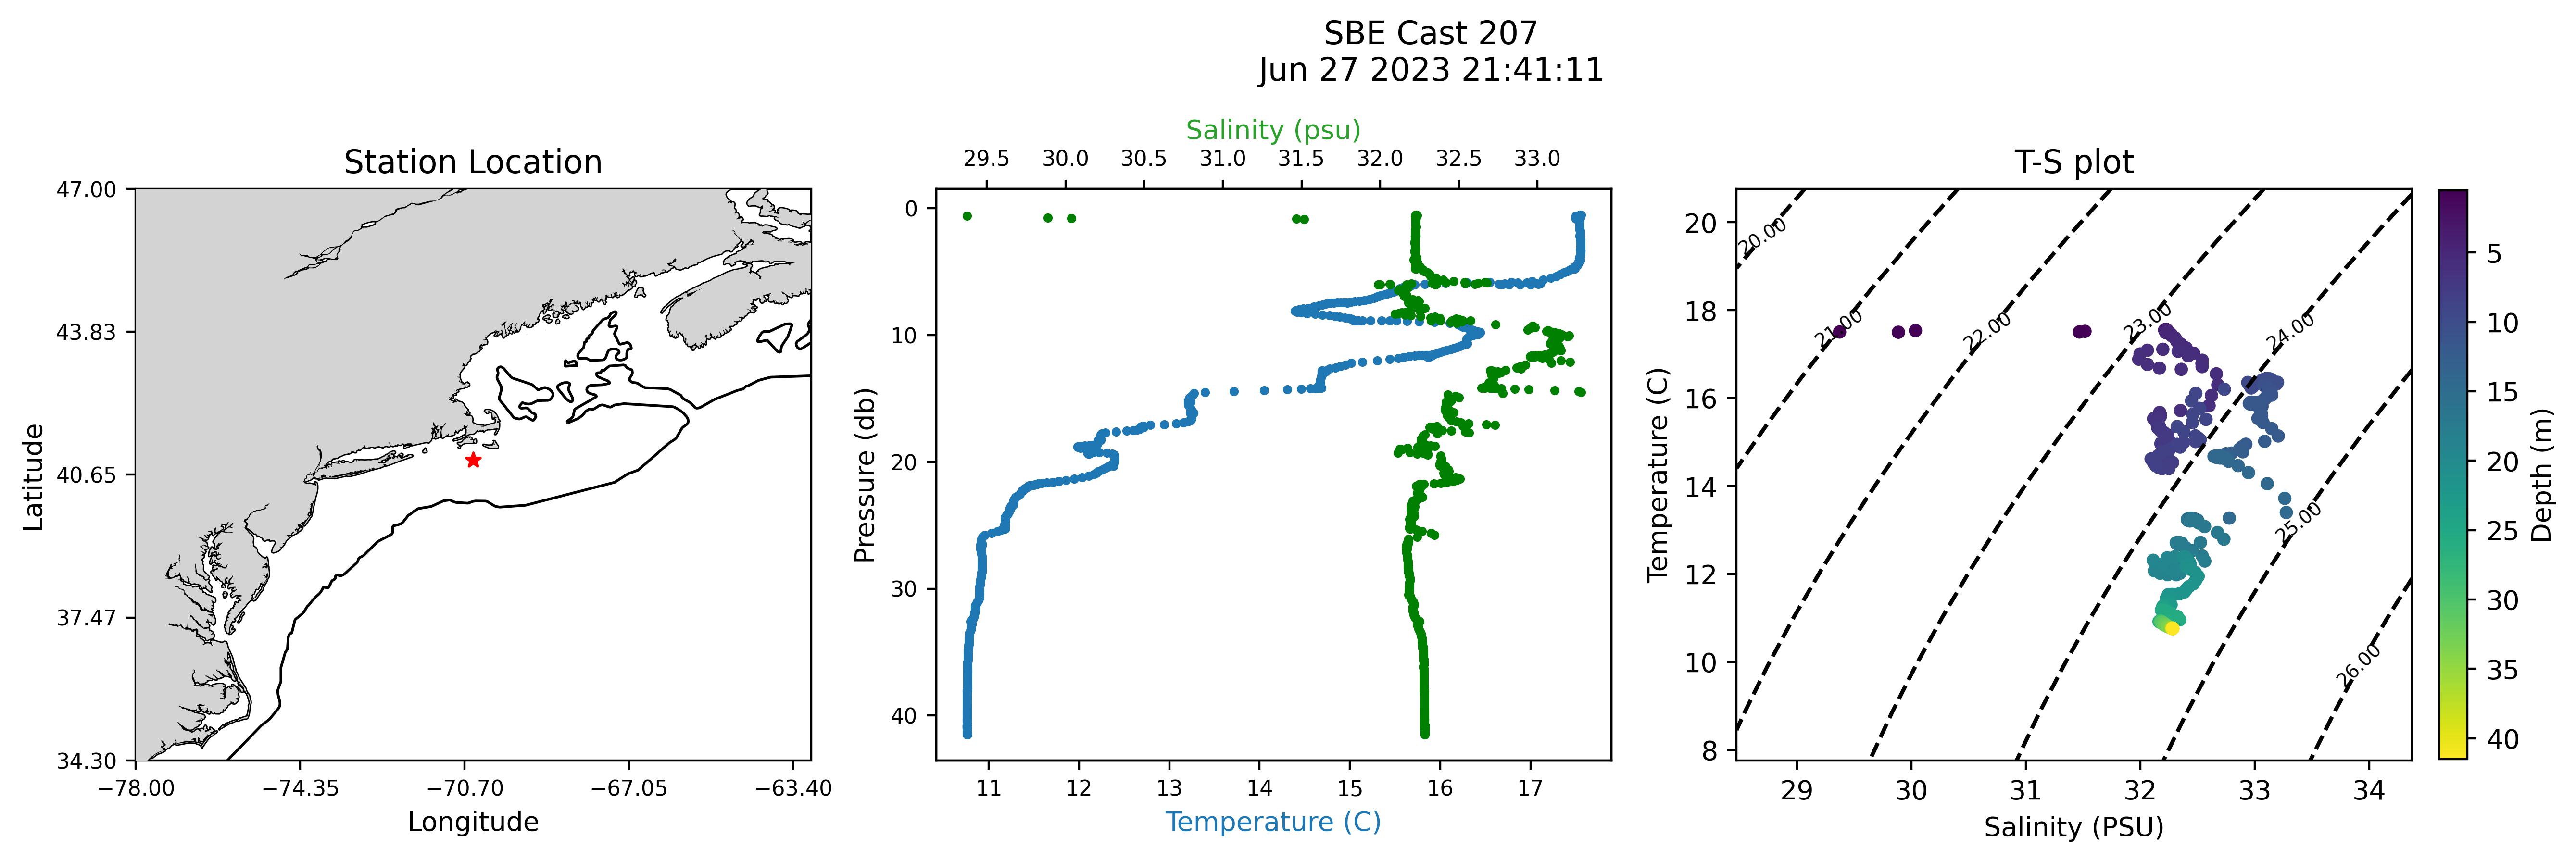 SBE Cast 207
Jun 27 2023 21:41:11
Station Location
47.00
43.83
40.65
37.47
34.30
Latitude
−78.00 −74.35 −70.70 −67.05 −63.40
Longitude
Salinity (psu)
29.5 30.0 30.5 31.0 31.5 32.0 32.5 33.0
0
10
20
30
40
Pressure (db)
11 12 13 14 15 16 17
Temperature (C)
T-S plot
20
18
16
14
12
10
8
Temperature (C)
20.00
21.00
22.00
23.00
24.00
25.00
26.00
29 30 31 32 33 34
Salinity (PSU)
5
10
15
20
25
30
35
40
Depth (m)